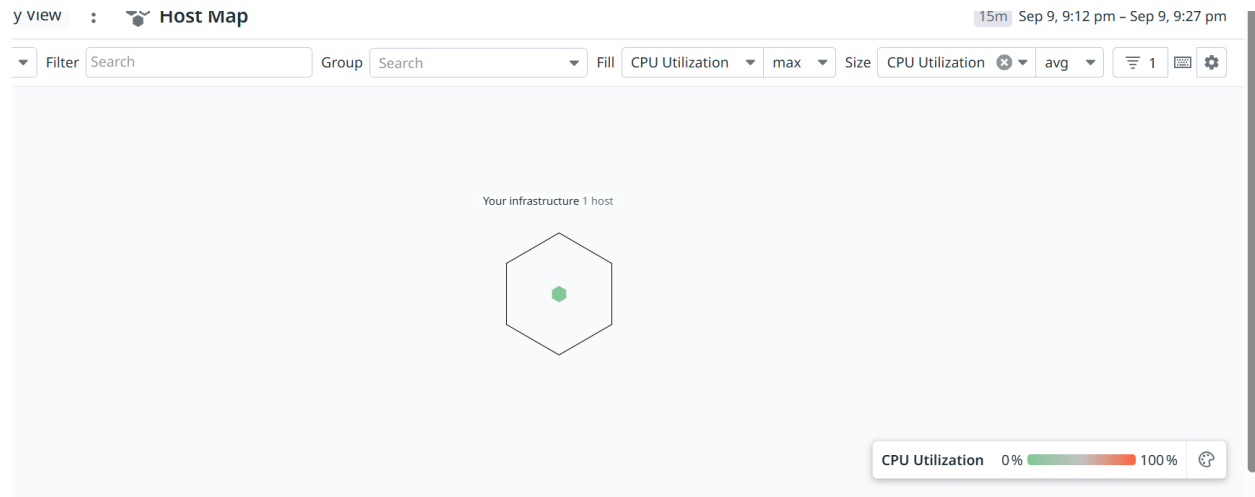 y View : Host Map 15m Sep 9, 9:12 pm – Sep 9, 9:27 pm
Filter Search Group Search Fill CPU Utilization max Size CPU Utilization avg 1
Your infrastructure 1 host
CPU Utilization 0% 100%